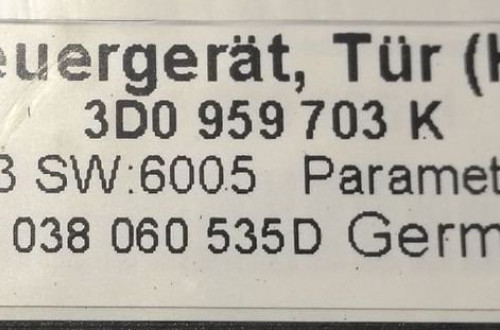 euergerät, Tür (
3D0 959 703 K
3 SW:6005 Paramet
038 060 535D Germ